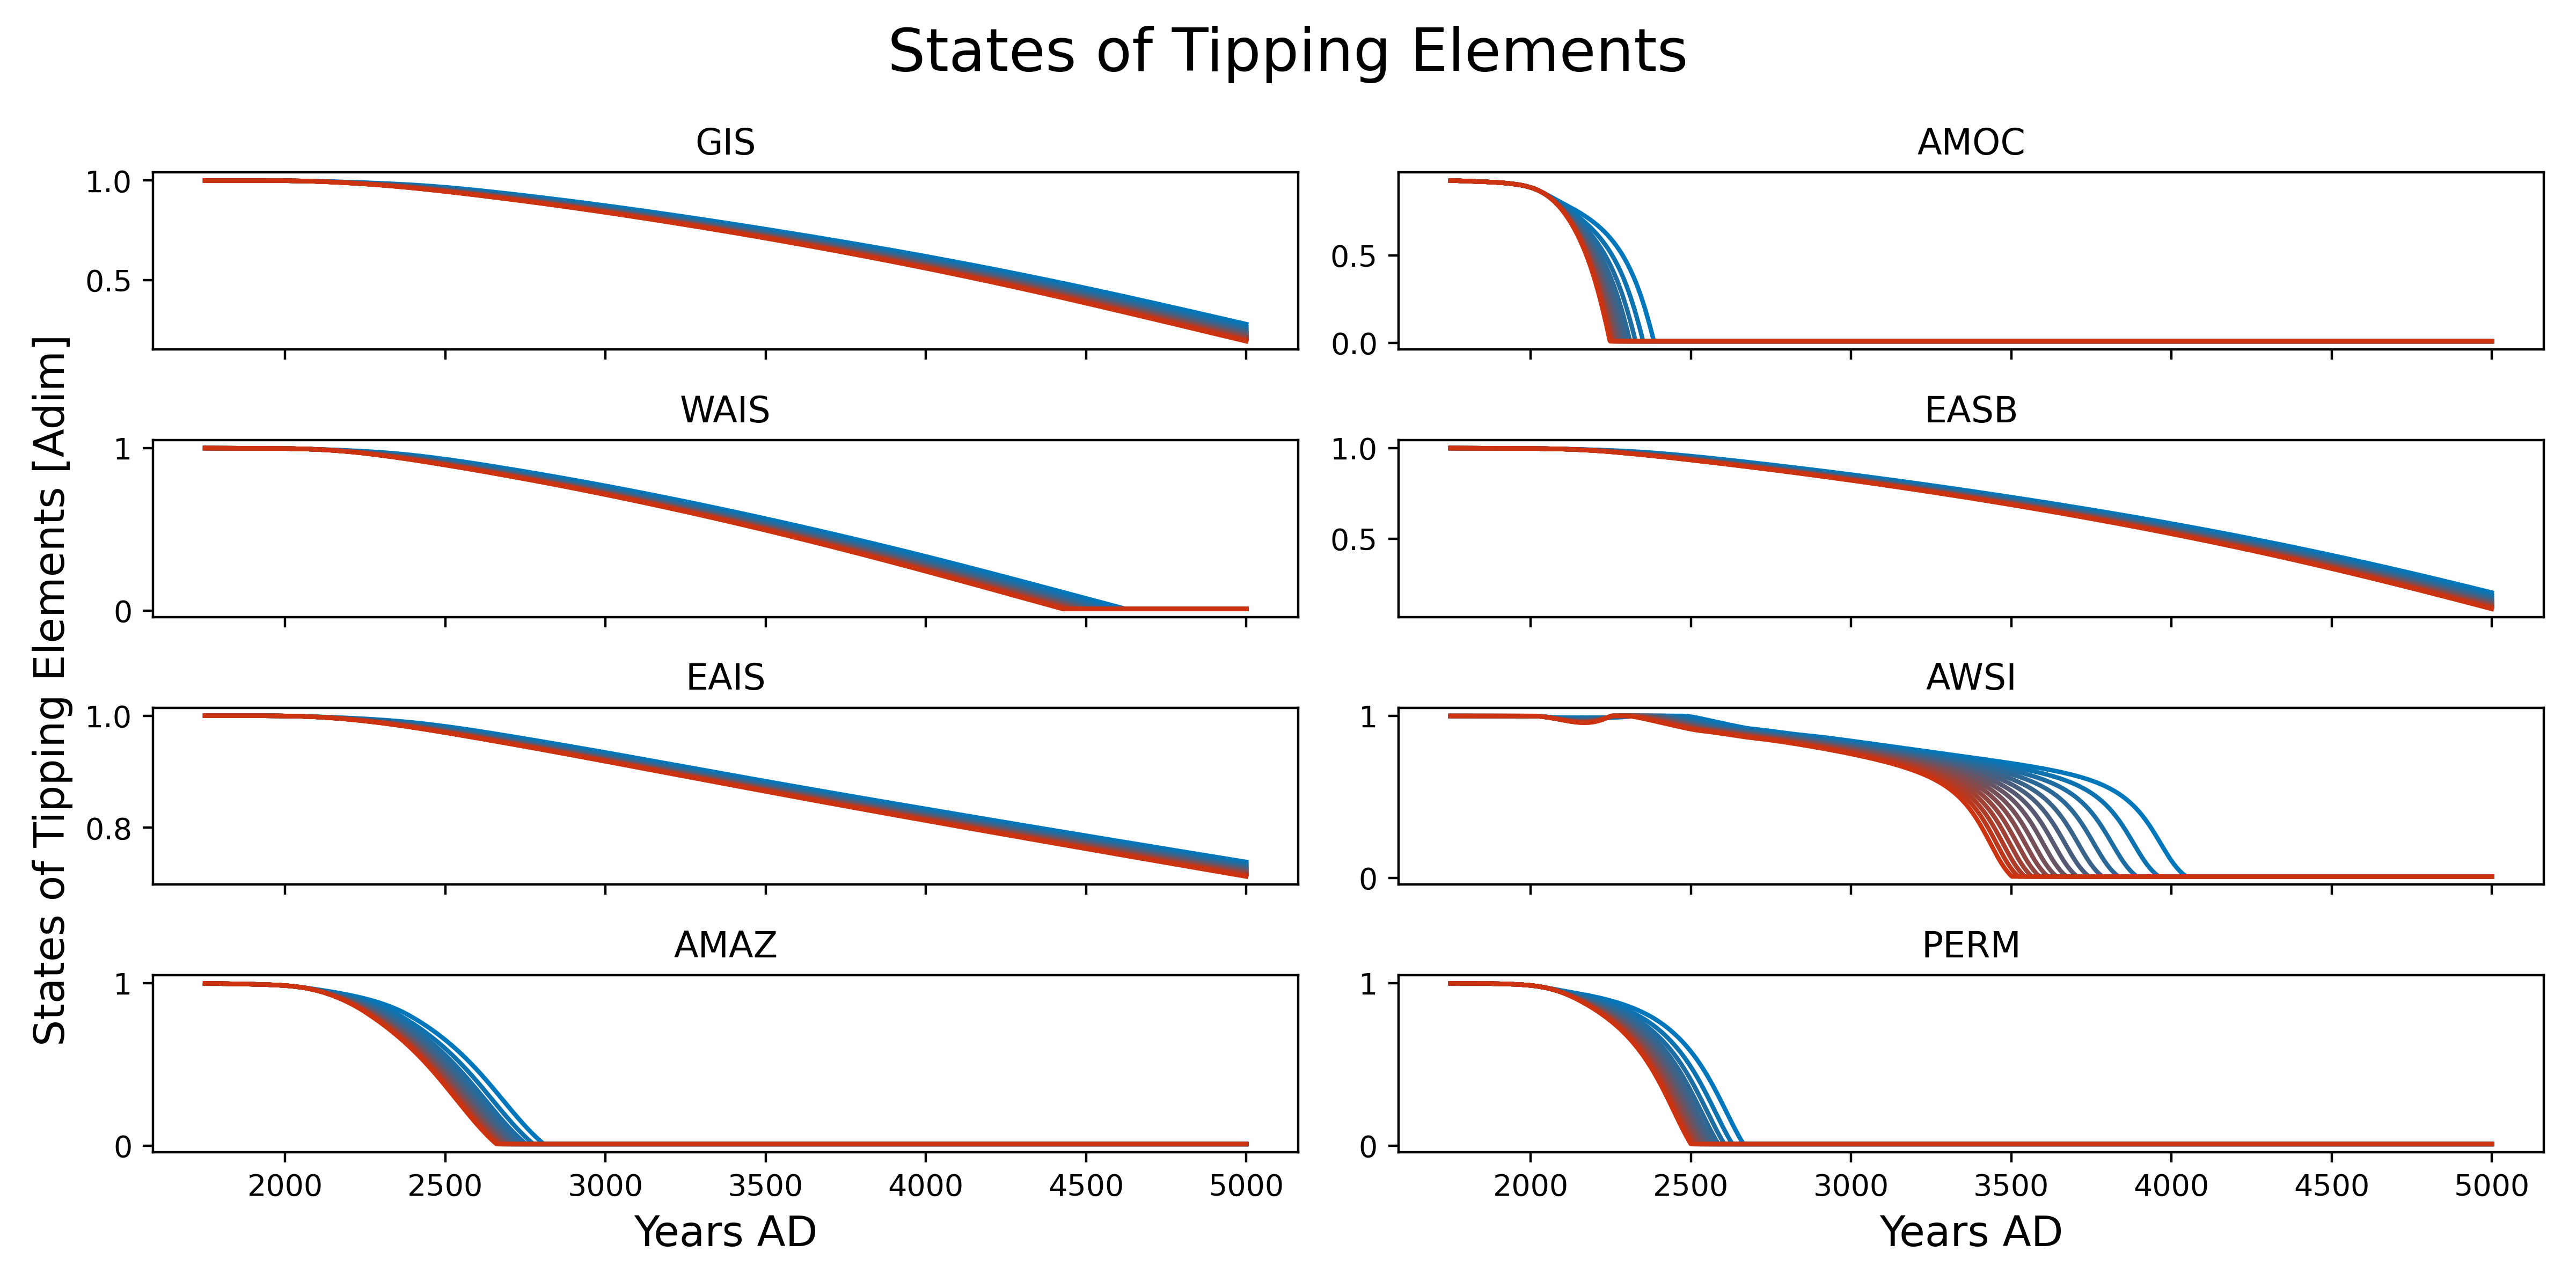 States of Tipping Elements
States of Tipping Elements [Adim]
GIS
1.0
0.5
AMOC
0.5
0.0
WAIS
1
0
EASB
1.0
0.5
EAIS
1.0
0.8
AWSI
1
0
AMAZ
1
0
2000 2500 3000 3500 4000 4500 5000
Years AD
PERM
1
0
2000 2500 3000 3500 4000 4500 5000
Years AD